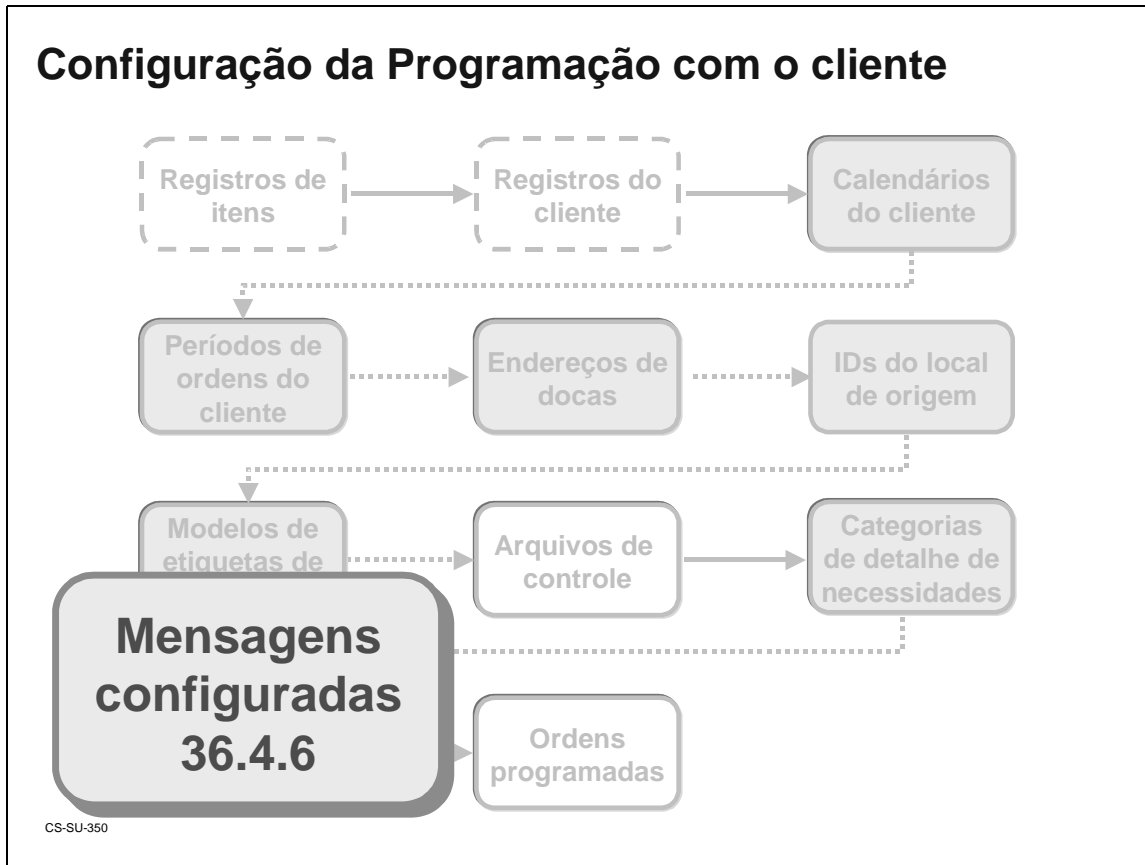 Configuração da Programação com o cliente
Registros de
itens
Registros do
cliente
Calendários
do cliente
Períodos de
ordens do
cliente
Endereços de
docas
IDs do local
de origem
Modelos de
etiquetas de
Arquivos de
controle
Categorias
de detalhe de
necessidades
Mensagens
configuradas
36.4.6
Ordens
programadas
CS-SU-350